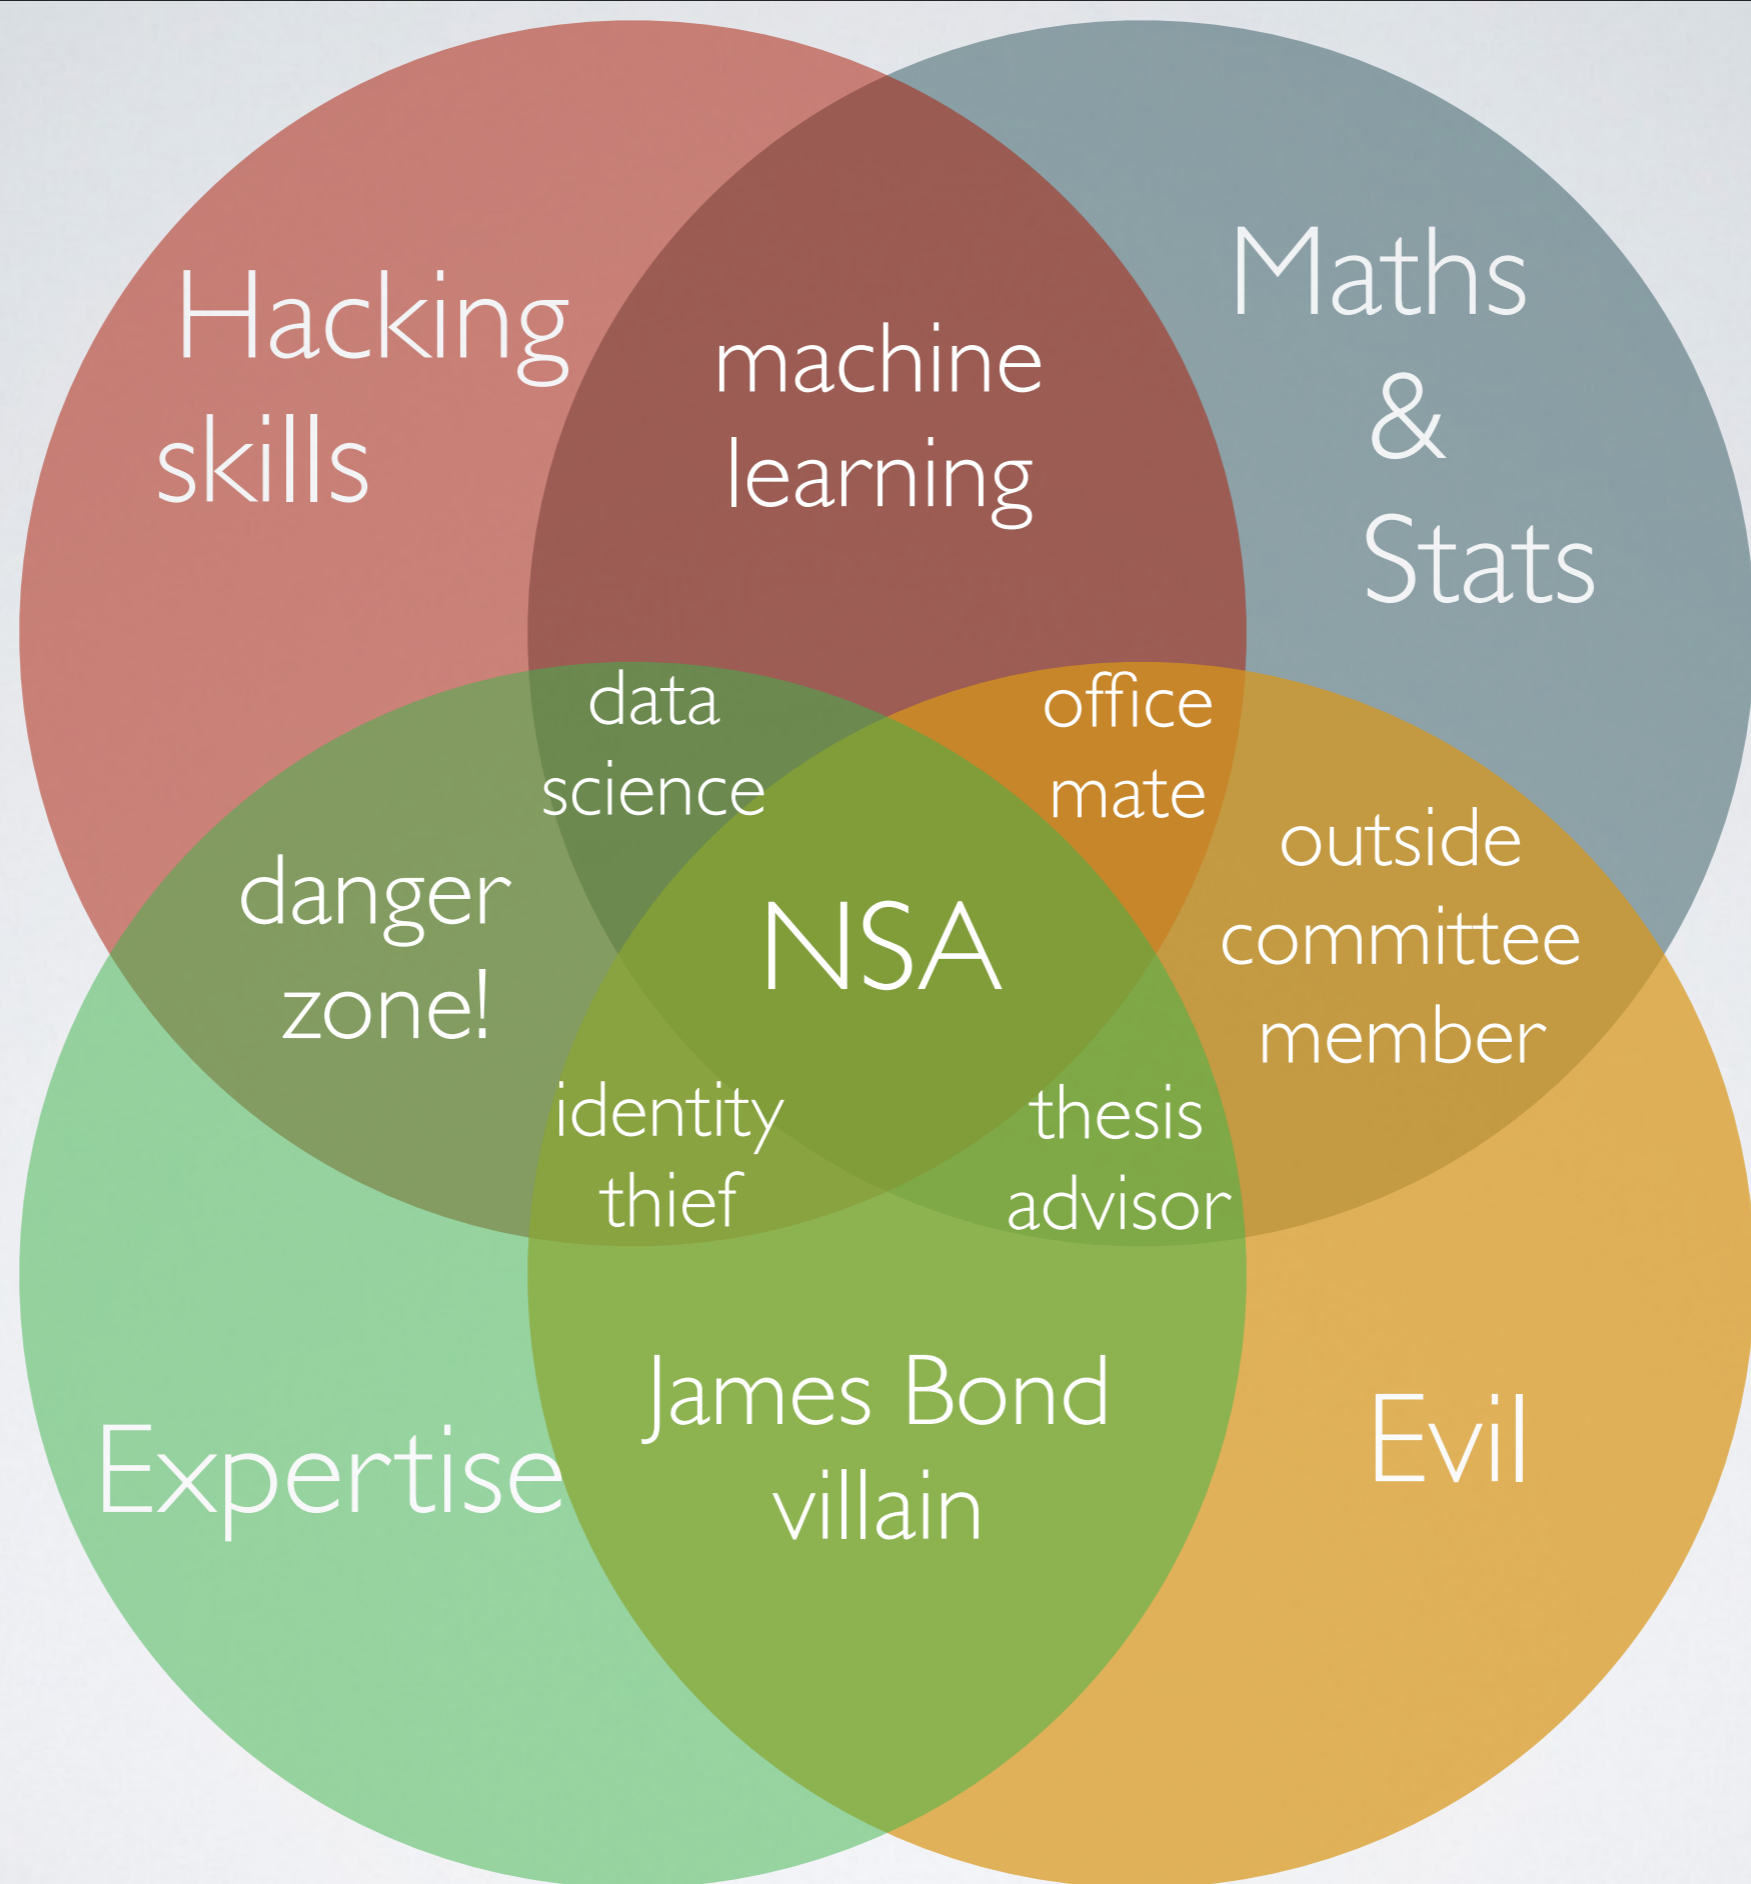 Hacking
skills
machine
learning
Maths
&
Stats
data
science
office
mate
danger
zone!
NSA
outside
committee
member
identity
thief
thesis
advisor
Expertise
James Bond
villain
Evil